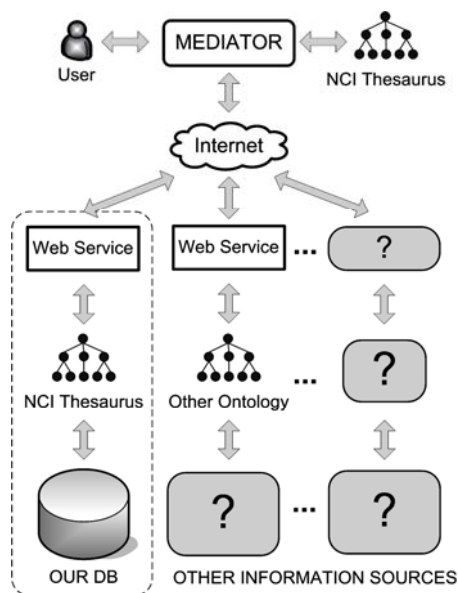 MEDIATOR
User
NCI Thesaurus
Internet
Web Service
Web Service
...
?
NCI Thesaurus
Other Ontology
...
?
?
...
?
OUR DB
OTHER INFORMATION SOURCES